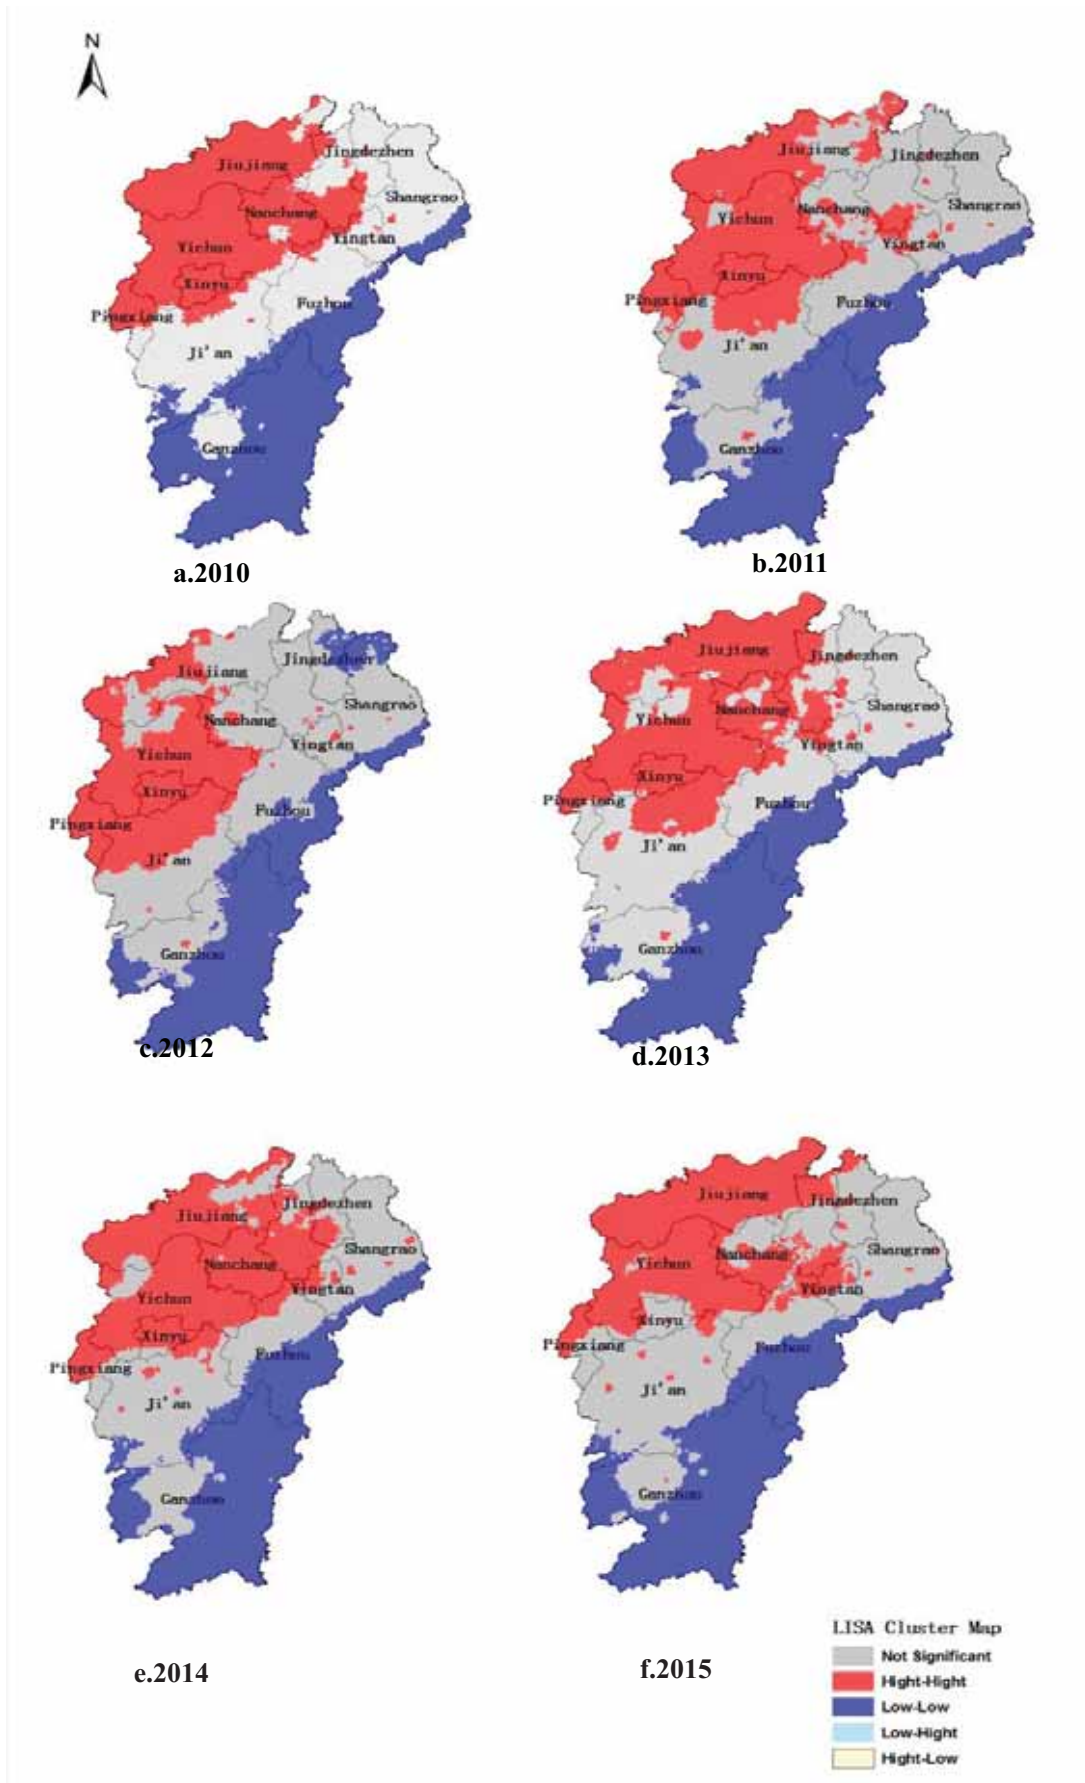 N
Jiujiang
Jingdezhen
Shangrao
Nanchang
Yingtan
Yichun
Xinyu
Fuzhou
Pingxiang
Ji'an
Ganzhou
a.2010
Jiujiang
Jingdezhen
Shangrao
Nanchang
Yichun
Yingtan
Xinyu
Pingxiang
Fuzhou
Ji'an
Ganzhou
b.2011
Jingdezhen
Jiujiang
Shangrao
Nanchang
Yingtan
Yichun
Xinyu
Fuzhou
Pingxiang
Ji'an
Ganzhou
c.2012
Jiujiang
Jingdezhen
Shangrao
Nanchang
Yichun
Yingtan
Xinyu
Pingxiang
Fuzhou
Ji'an
Ganzhou
d.2013
Jingdezhen
Jiujiang
Shangrao
Nanchang
Yingtan
Yichun
Xinyu
Fuzhou
Pingxiang
Ji'an
Ganzhou
e.2014
Jiujiang
Jingdezhen
Shangrao
Nanchang
Yichun
Yingtan
Xinyu
Pingxiang
Fuzhou
Ji'an
Ganzhou
f.2015
LISA Cluster Map
Not Significant
Hight-Hight
Low-Low
Low-Hight
Hight-Low